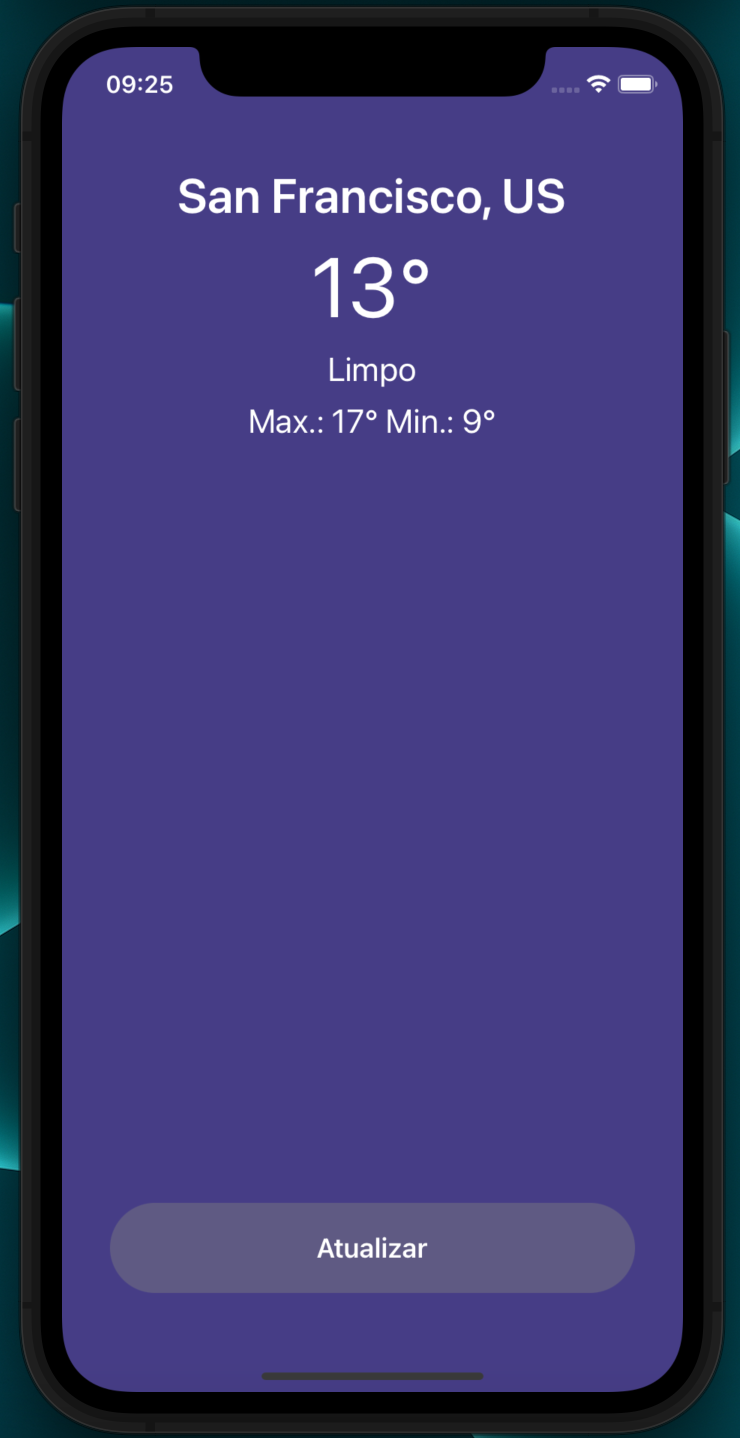 09:25
San Francisco, US
13°
Limpo
Max.: 17° Min.: 9°
Atualizar